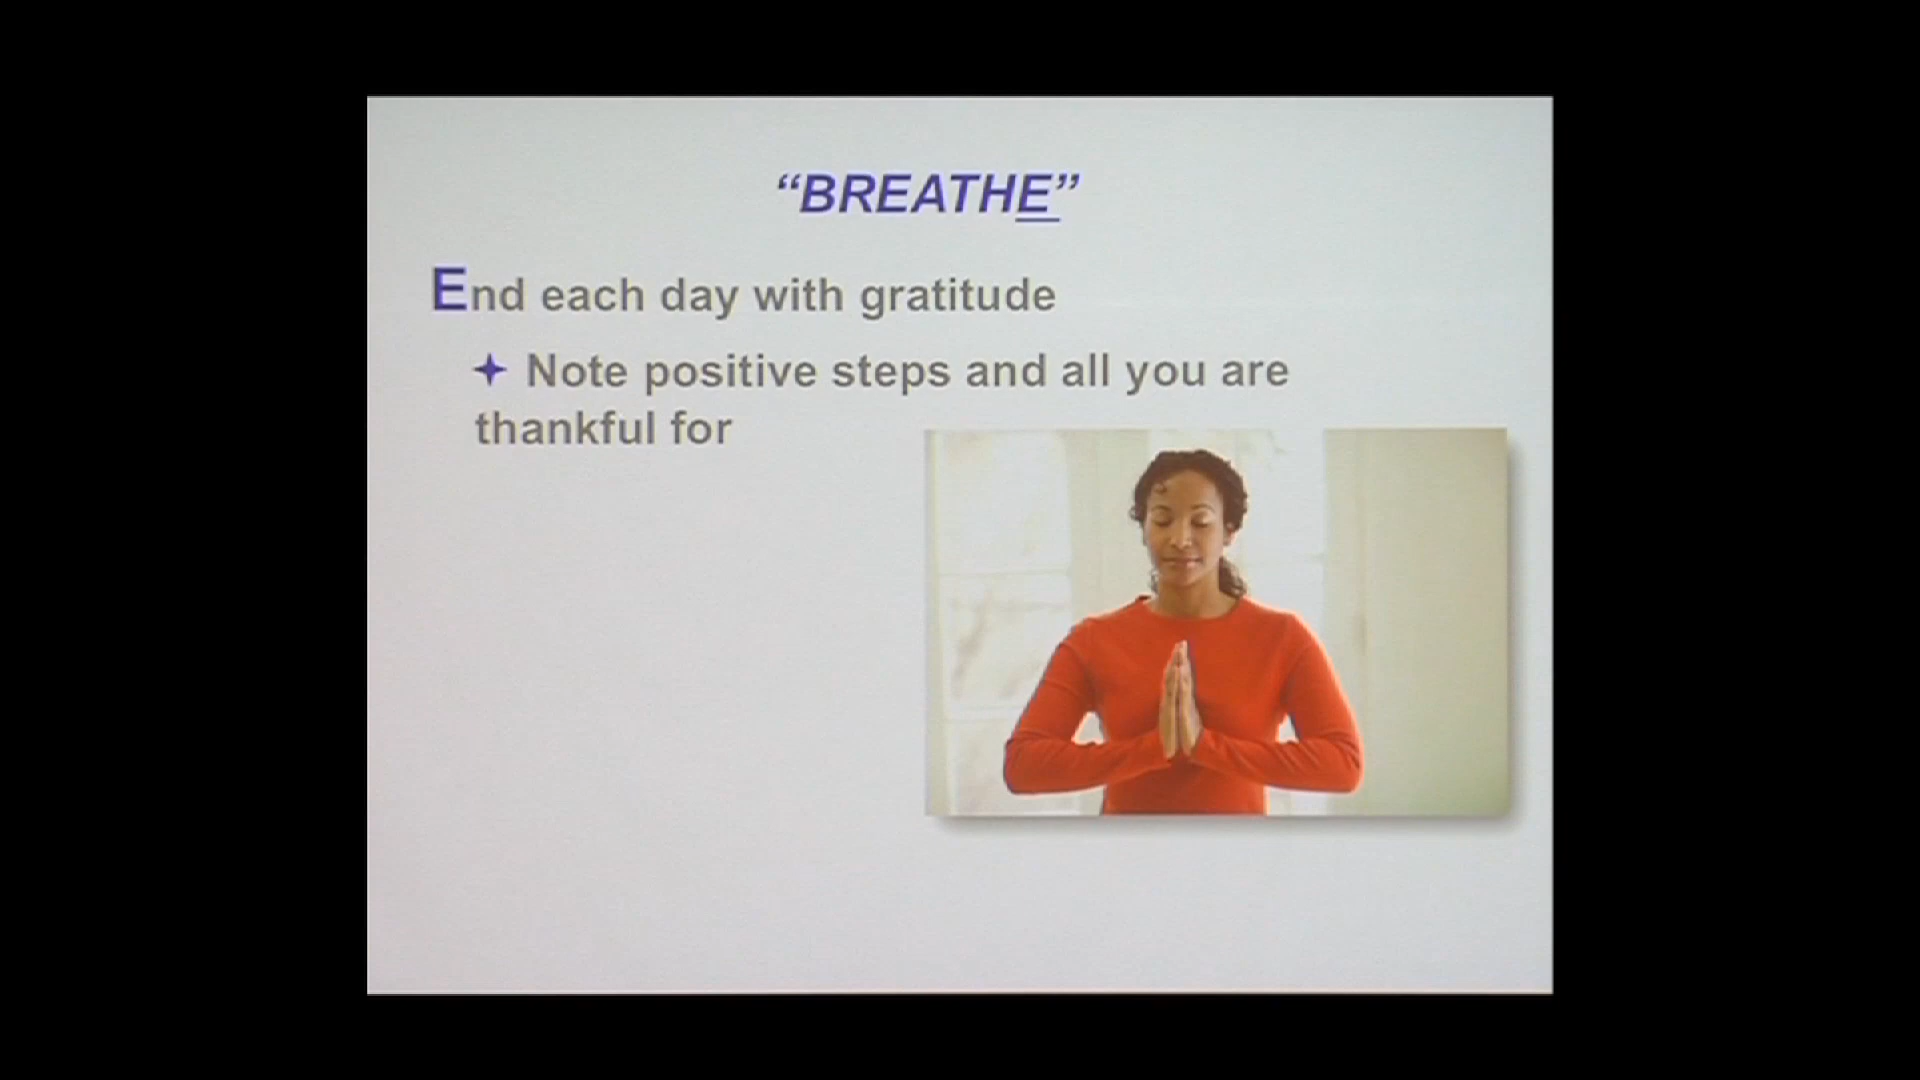 “BREATHE”
End each day with gratitude
✦ Note positive steps and all you are
thankful for